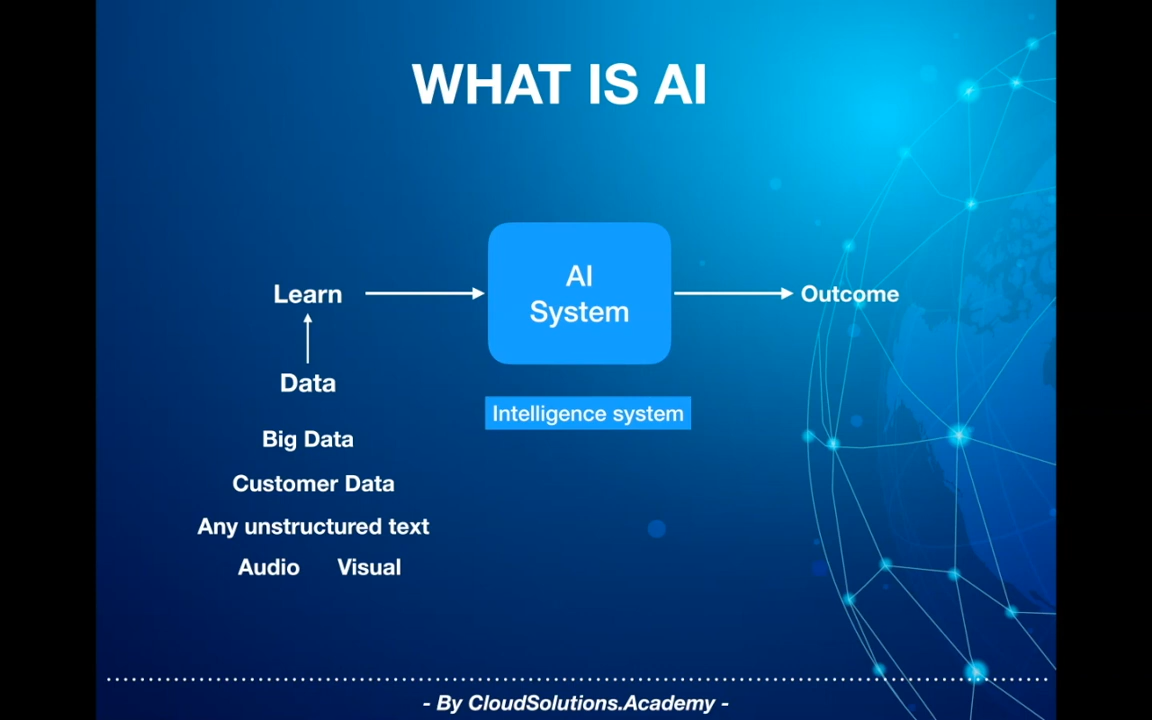 WHAT IS AI
Learn
AI
System
Outcome
Data
Intelligence system
Big Data
Customer Data
Any unstructured text
Audio Visual
- By CloudSolutions.Academy -